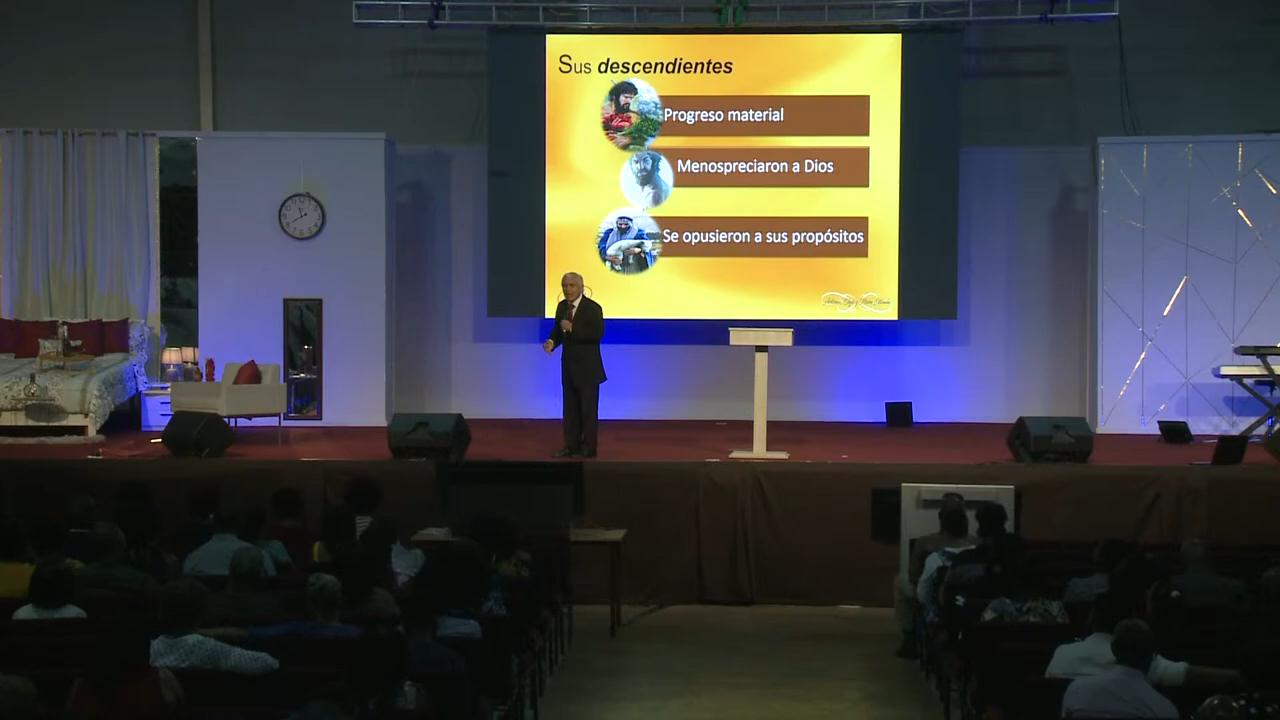 Sus descendientes
Progreso material
Menospreciaron a Dios
Se opusieron a sus propósitos